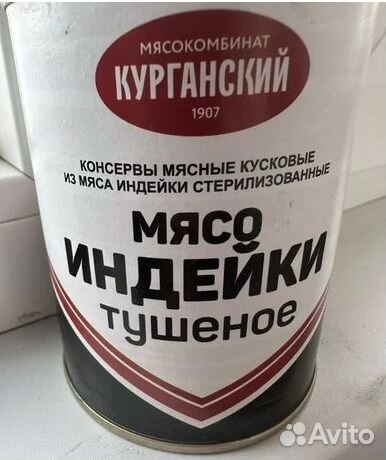 МЯСОКОМБИНАТ
КУРГАНСКИЙ
1907
КОНСЕРВЫ МЯСНЫЕ КУСКОВЫЕ
ИЗ МЯСА ИНДЕЙКИ СТЕРИЛИЗОВАННЫЕ
МЯСО
ИНДЕЙКИ
тушеное
Avito